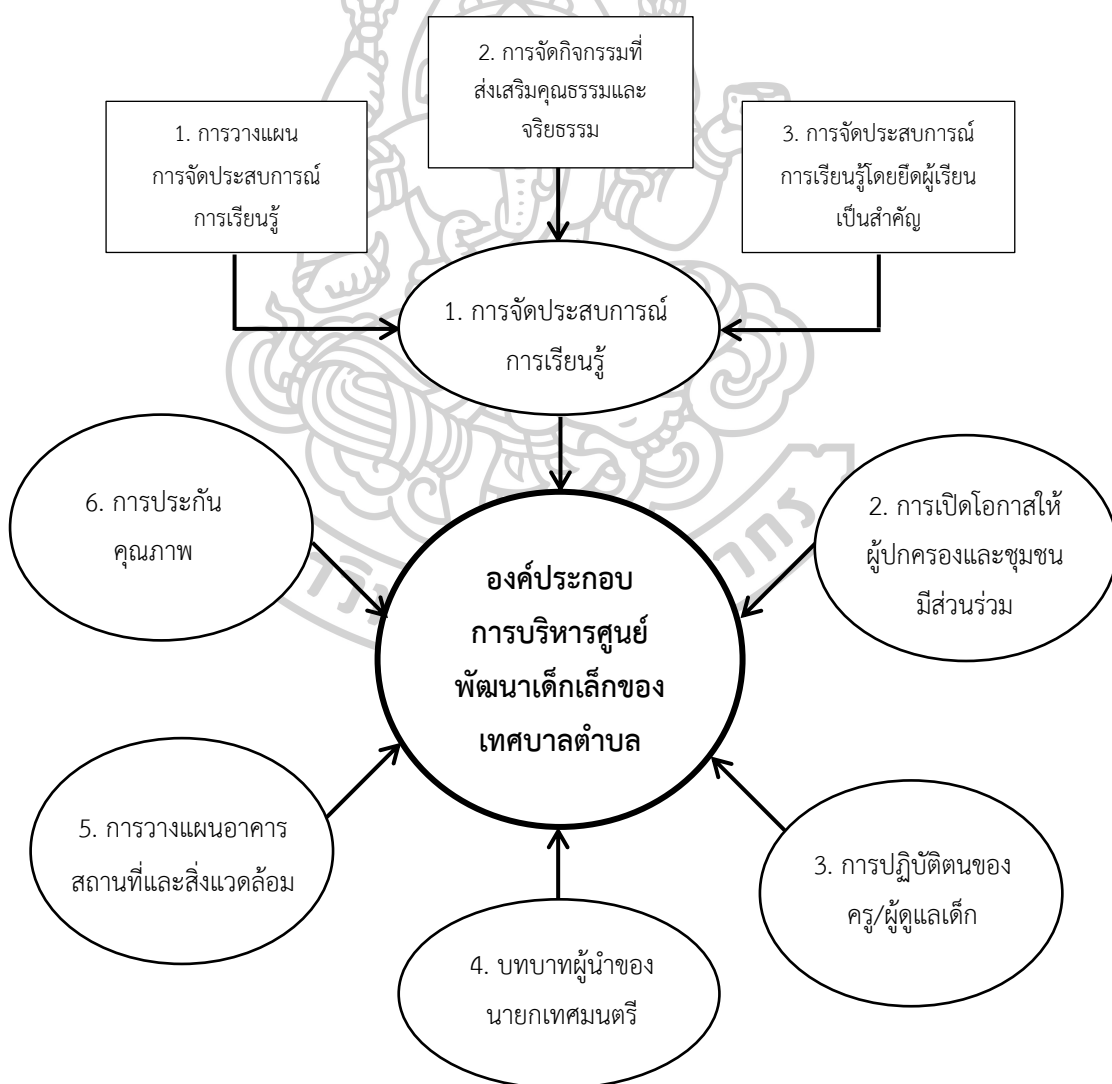 2. การจัดกิจกรรมที่
ส่งเสริมคุณธรรมและ
จริยธรรม
1. การวางแผน
การจัดประสบการณ์
การเรียนรู้
3. การจัดประสบการณ์
การเรียนรู้โดยยึดผู้เรียน
เป็นสำคัญ
1. การจัดประสบการณ์
การเรียนรู้
6. การประกัน
คุณภาพ
2. การเปิดโอกาสให้
ผู้ปกครองและชุมชน
มีส่วนร่วม
องค์ประกอบ
การบริหารศูนย์
พัฒนาเด็กเล็กของ
เทศบาลตำบล
5. การวางแผนอาคาร
สถานที่และสิ่งแวดล้อม
3. การปฏิบัติตนของ
ครู/ผู้ดูแลเด็ก
4. บทบาทผู้นำของ
นายกเทศมนตรี